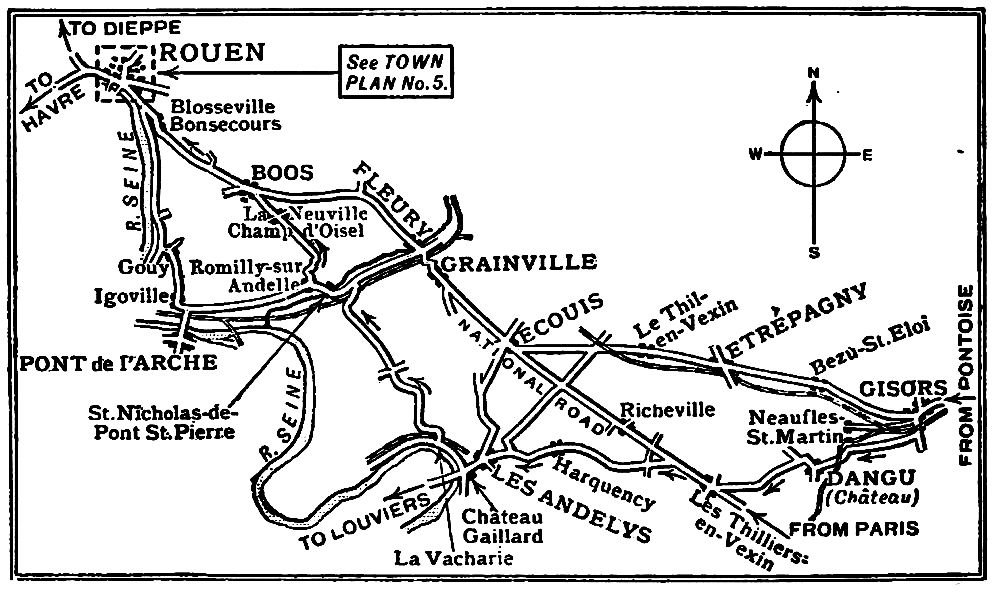 TO DIEPPE
ROUEN
See TOWN
PLAN No.5.
TO
HAVRE
Blosseville
Bonsecours
N
W
E
S
R. SEINE
BOOS
FLEURY
La Neuville
Champ d'Oisel
Gouy
Romilly-sur
Andelle
GRAINVILLE
Igoville
PONT de l'ARCHE
St. Nicholas-de-
Pont St. Pierre
R. SEINE
NATIONAL ROAD
ECOUIS
Le Thil-
en-Vexin
ETRÈPAGNY
Bezu-St. Eloi
GISORS
FROM PONTOISE
Richeville
Neaufles-
St. Martin
DANGU
(Château)
FROM PARIS
Harquency
LES ANDELYS
Les Thilliers-
en-Vexin
TO LOUVIERS
Château
Gaillard
La Vacharie